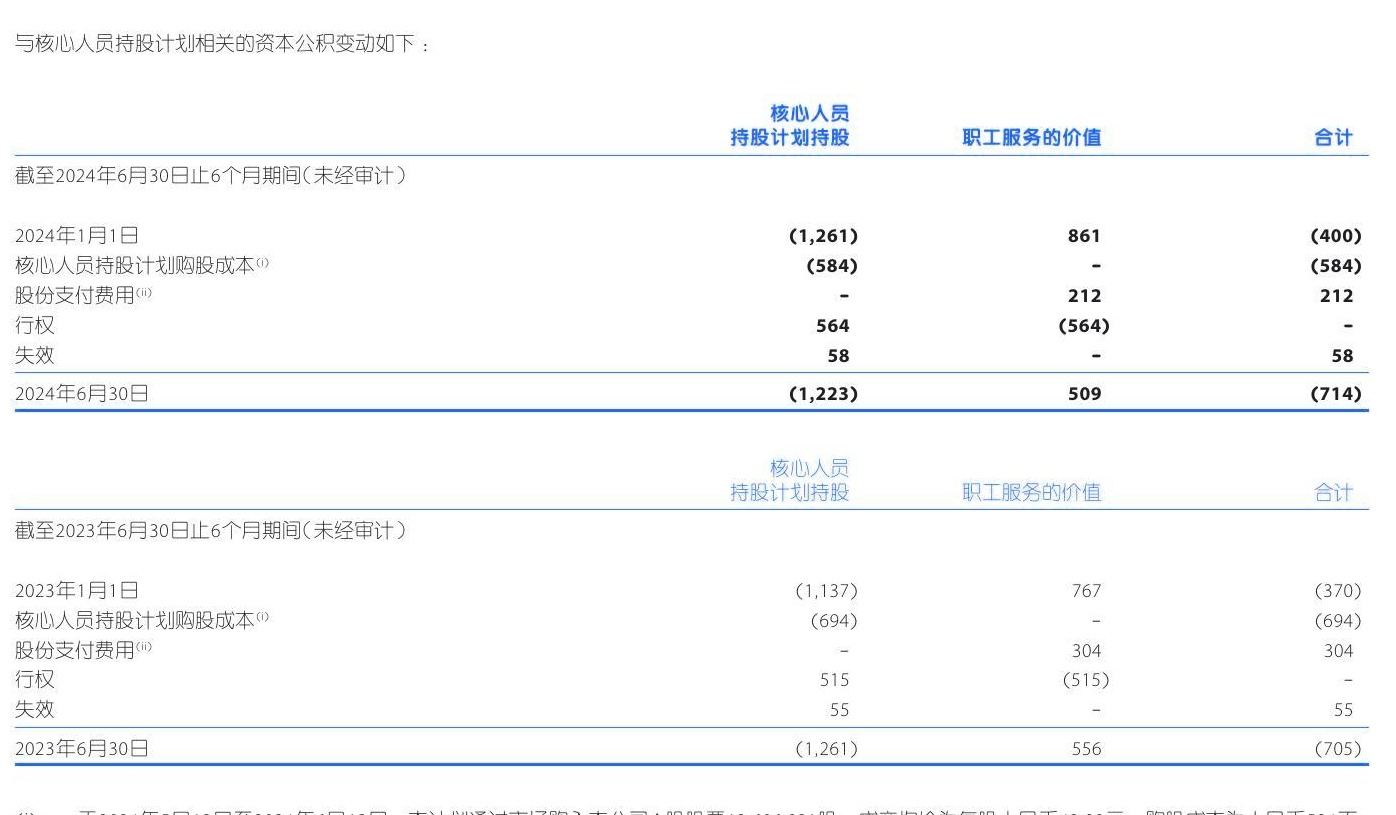 与核心人员持股计划相关的资本公积变动如下：
核心人员
持股计划持股 职工服务的价值 合计
截至2024年6月30日止6个月期间（未经审计）
2024年1月1日 (1,261) 861 (400)
核心人员持股计划购股成本(i) (584) – (584)
股份支付费用(ii) – 212 212
行权 564 (564) –
失效 58 – 58
2024年6月30日 (1,223) 509 (714)
核心人员
持股计划持股 职工服务的价值 合计
截至2023年6月30日止6个月期间（未经审计）
2023年1月1日 (1,137) 767 (370)
核心人员持股计划购股成本(i) (694) – (694)
股份支付费用(ii) – 304 304
行权 515 (515) –
失效 55 – 55
2023年6月30日 (1,261) 556 (705)